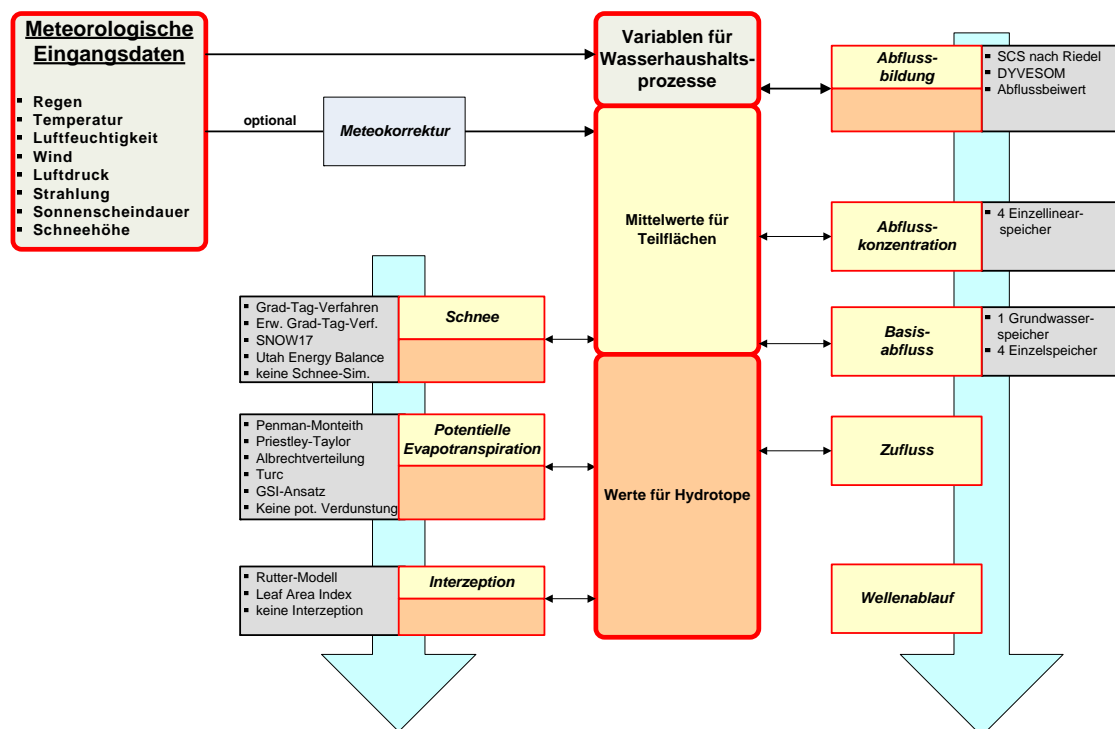 Meteorologische
Eingangsdaten
▪ Regen
▪ Temperatur
▪ Luftfeuchtigkeit
▪ Wind
▪ Luftdruck
▪ Strahlung
▪ Sonnenscheindauer
▪ Schneehöhe
optional
Meteokorrektur
Variablen für
Wasserhaushalts-
prozesse
Mittelwerte für
Teilflächen
Werte für Hydrotope
▪ Grad-Tag-Verfahren
▪ Erw. Grad-Tag-Verf.
▪ SNOW17
▪ Utah Energy Balance
▪ keine Schnee-Sim.
Schnee
▪ Penman-Monteith
▪ Priestley-Taylor
▪ Albrechtverteilung
▪ Turc
▪ GSI-Ansatz
▪ Keine pot. Verdunstung
Potentielle
Evapotranspiration
▪ Rutter-Modell
▪ Leaf Area Index
▪ keine Interzeption
Interzeption
Abfluss-
bildung
▪ SCS nach Riedel
▪ DYVESOM
▪ Abflussbeiwert
Abfluss-
konzentration
▪ 4 Einzellinear-
speicher
Basis-
abfluss
▪ 1 Grundwasser-
speicher
▪ 4 Einzelspeicher
Zufluss
Wellenablauf